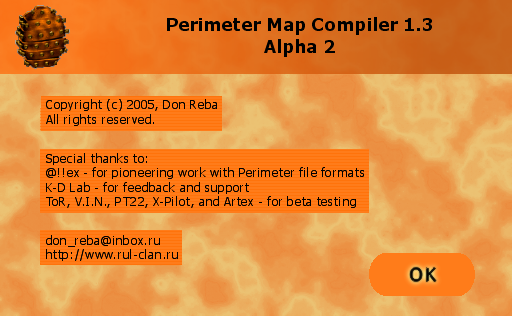 Perimeter Map Compiler 1.3
Alpha 2
Copyright (c) 2005, Don Reba
All rights reserved.
Special thanks to:
@!!ex - for pioneering work with Perimeter file formats
K-D Lab - for feedback and support
ToR, V.I.N., PT22, X-Pilot, and Artex - for beta testing
don_reba@inbox.ru
http://www.rul-clan.ru
OK